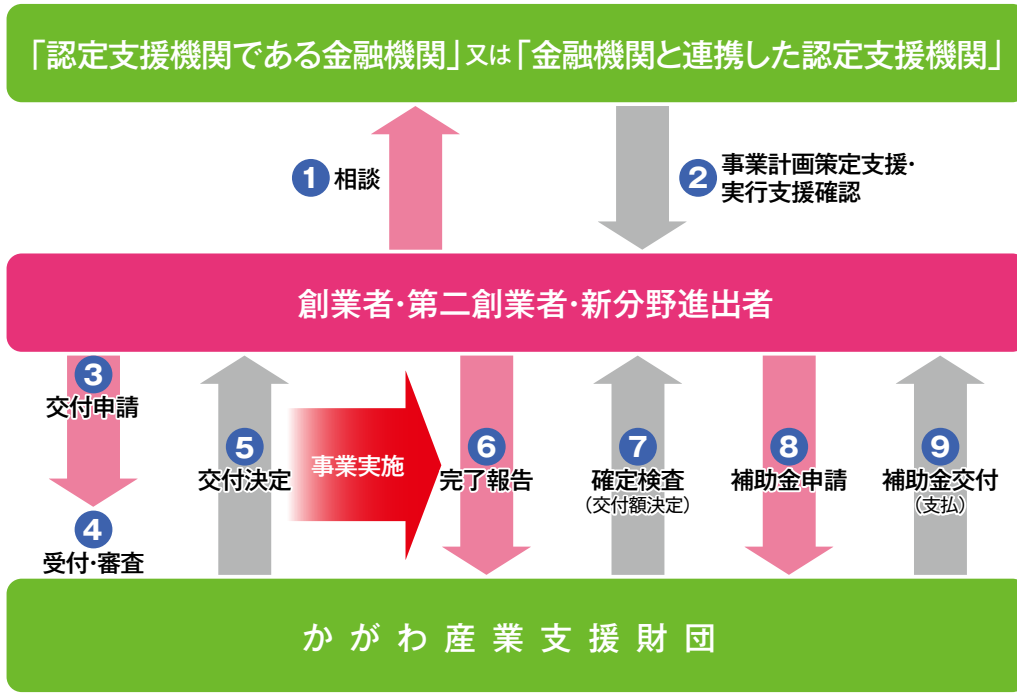 「認定支援機関である金融機関」又は「金融機関と連携した認定支援機関」
1 相談
2 事業計画策定支援・
実行支援確認
創業者・第二創業者・新分野進出者
3
交付申請
4
受付・審査
5
交付決定
事業実施
6
完了報告
7
確定検査
(交付額決定)
8
補助金申請
9
補助金交付
(支払)
かがわ産業支援財団